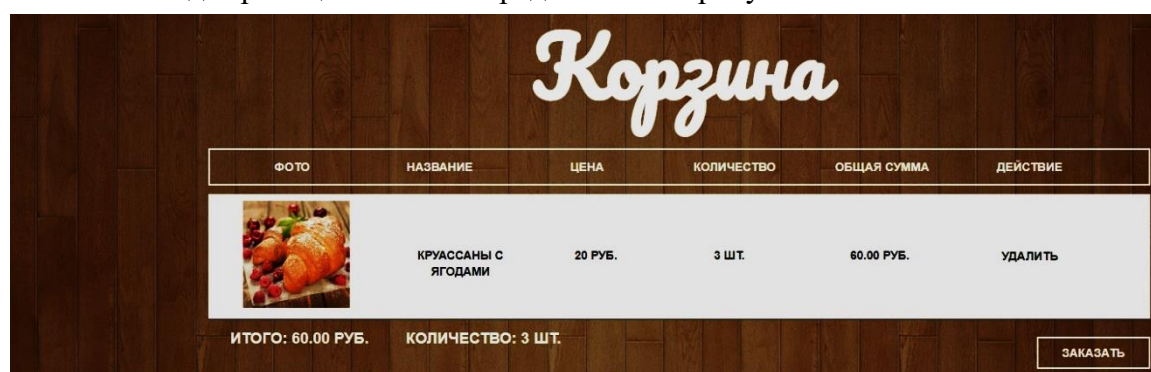 Корзина
ФОТО НАЗВАНИЕ ЦЕНА КОЛИЧЕСТВО ОБЩАЯ СУММА ДЕЙСТВИЕ
КРУАССАНЫ С
ЯГОДАМИ
20 РУБ. 3 ШТ. 60.00 РУБ. УДАЛИТЬ
ИТОГО: 60.00 РУБ. КОЛИЧЕСТВО: 3 ШТ.
ЗАКАЗАТЬ